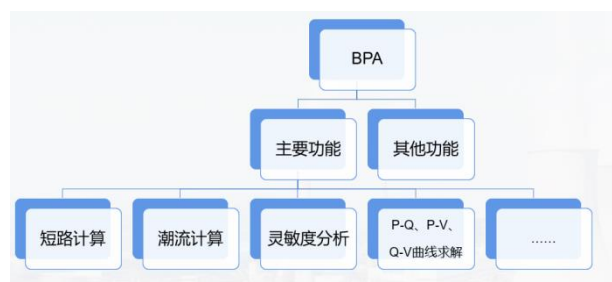 BPA
主要功能
其他功能
短路计算
潮流计算
灵敏度分析
P-Q、P-V、
Q-V曲线求解
......